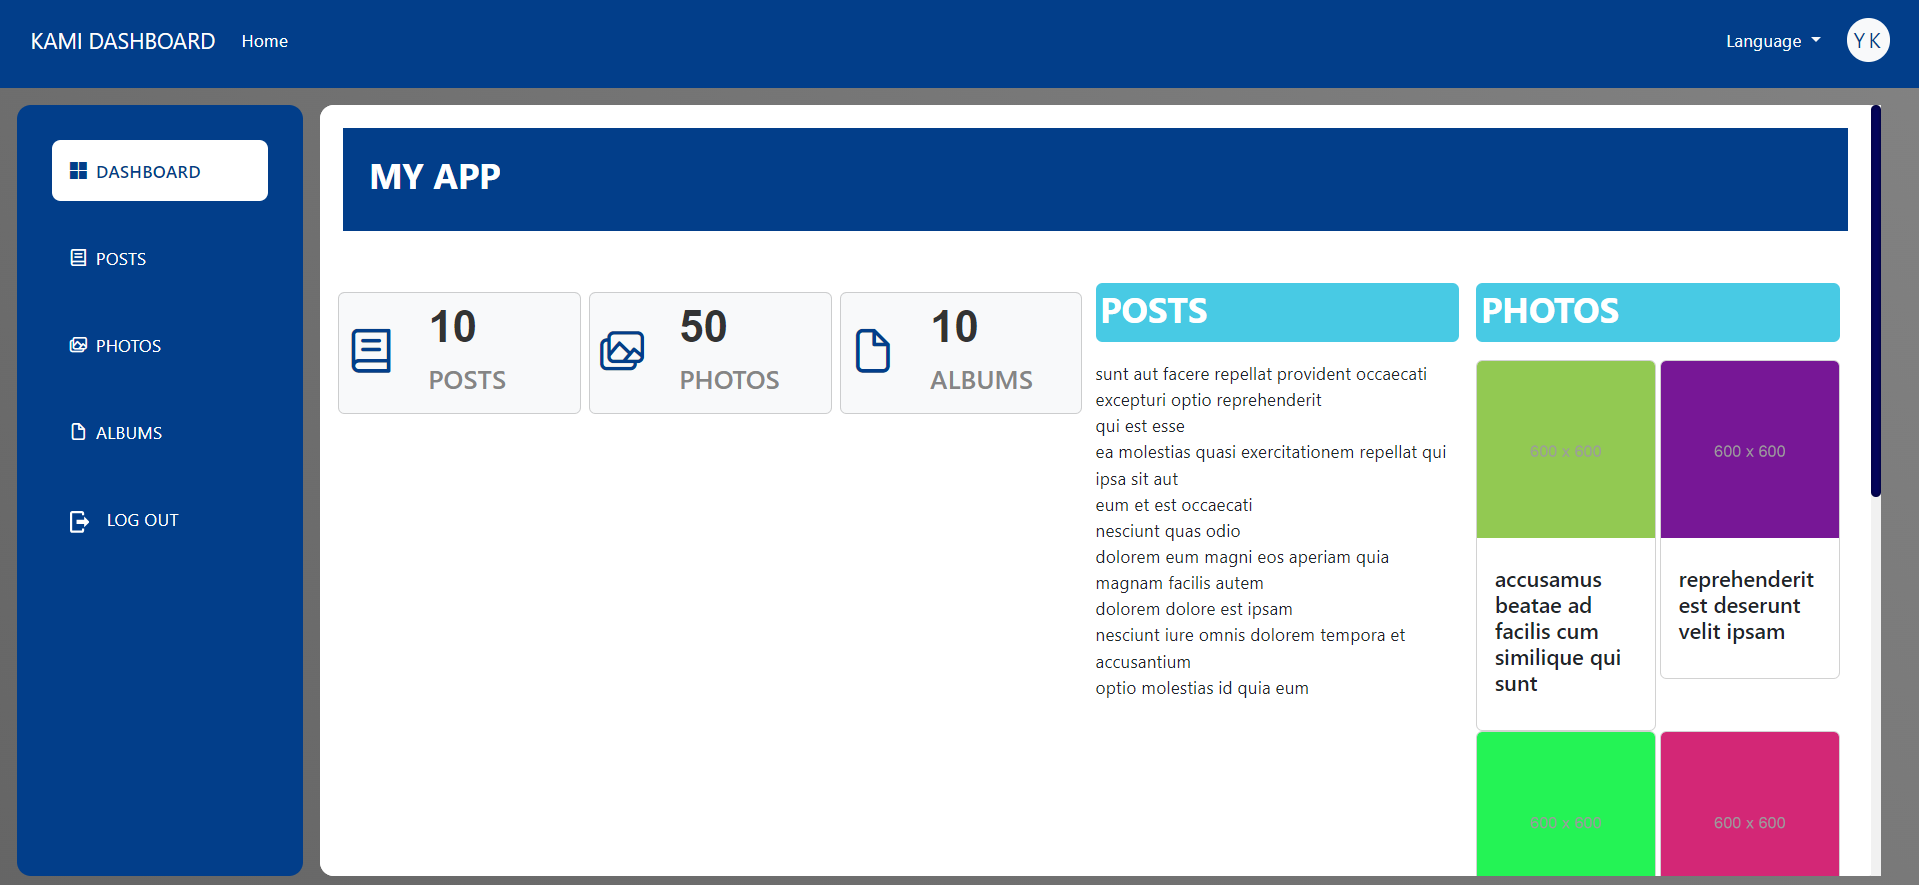 KAMI DASHBOARD
Home
Language
YK
DASHBOARD
POSTS
PHOTOS
ALBUMS
LOG OUT
MY APP
10
POSTS
50
PHOTOS
10
ALBUMS
POSTS
sunt aut facere repellat provident occaecati
excepturi optio reprehenderit
qui est esse
ea molestias quasi exercitationem repellat qui
ipsa sit aut
eum et est occaecati
nesciunt quas odio
dolorem eum magni eos aperiam quia
magnam facilis autem
dolorem dolore est ipsam
nesciunt iure omnis dolorem tempora et
accusantium
optio molestias id quia eum
PHOTOS
600 x 600
accusamus
beatae ad
facilis cum
similique qui
sunt
600 x 600
reprehenderit
est deserunt
velit ipsam
600 x 600
600 x 600